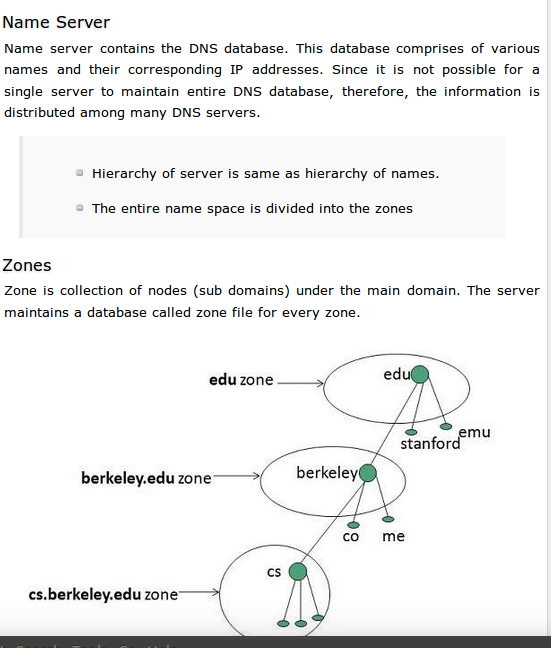 Name Server
Name server contains the DNS database. This database comprises of various
names and their corresponding IP addresses. Since it is not possible for a
single server to maintain entire DNS database, therefore, the information is
distributed among many DNS servers.
Hierarchy of server is same as hierarchy of names.
The entire name space is divided into the zones
Zones
Zone is collection of nodes (sub domains) under the main domain. The server
maintains a database called zone file for every zone.
edu zone
edu
emu
stanford
berkeley.edu zone
berkeley
co
me
cs
cs.berkeley.edu zone